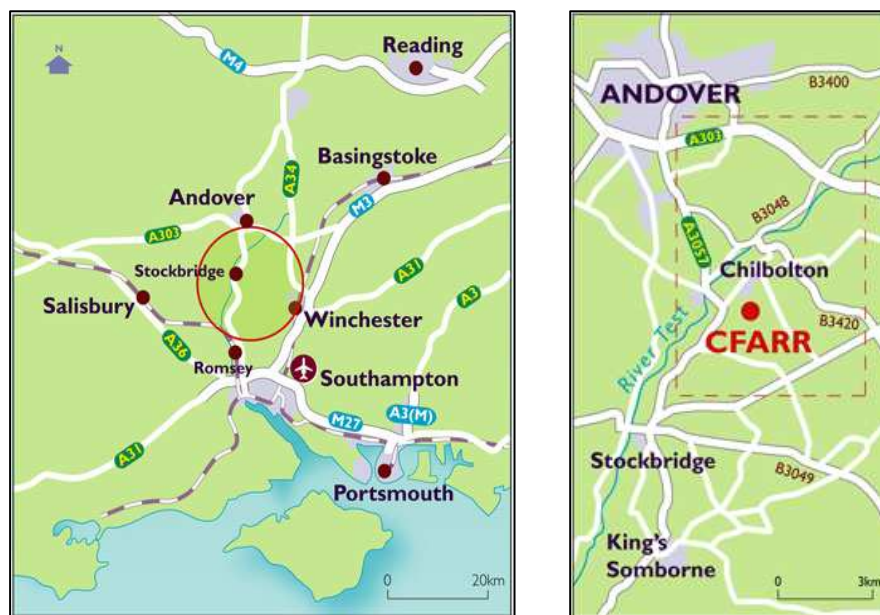 N
Reading
M4
Basingstoke
A34
Andover
M3
A303
Stockbridge
A31
A3
Salisbury
Winchester
A36
Romsey
Southampton
M27
A3(M)
A31
Portsmouth
0 20km
B3400
ANDOVER
A303
B3048
A3057
Chilbolton
River Test
CFARR
B3420
Stockbridge
B3049
King's
Somborne
0 3km